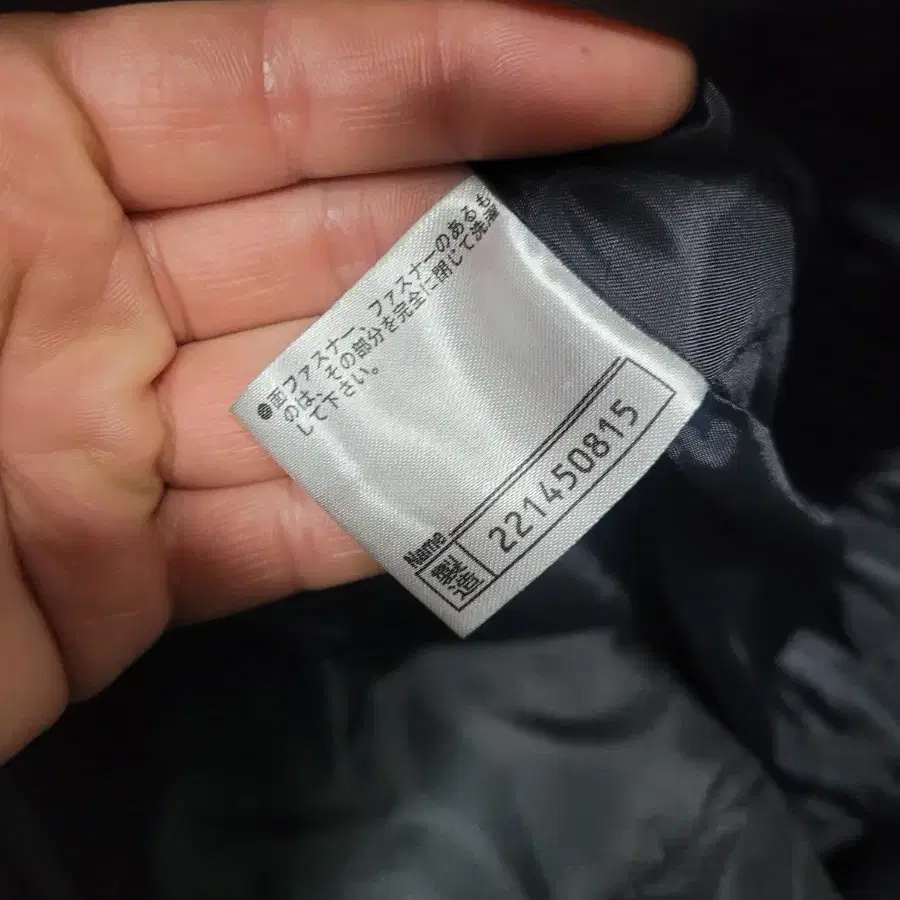 ●面ファスナー、ファスナーのあるも
のは、その部分を完全に閉じて洗濯
して下さい。
Name
製造 221450815